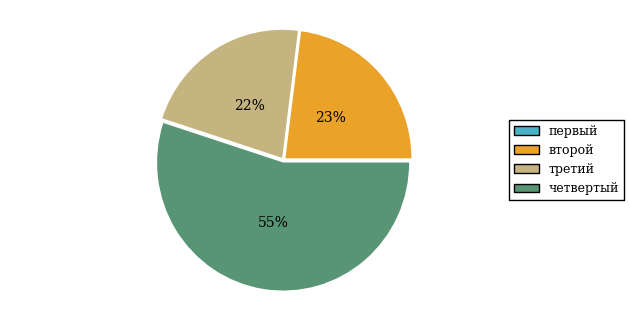 22%
23%
55%
первый
второй
третий
четвертый